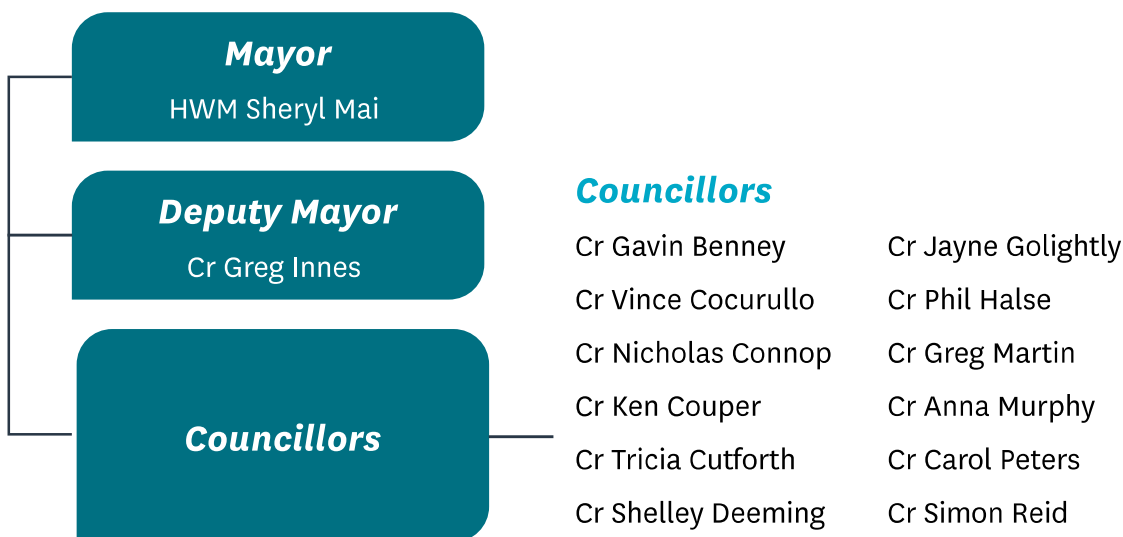 Mayor
HWM Sheryl Mai
Deputy Mayor
Cr Greg Innes
Councillors
Councillors
Cr Gavin Benney
Cr Vince Cocurullo
Cr Nicholas Connop
Cr Ken Couper
Cr Tricia Cutforth
Cr Shelley Deeming
Cr Jayne Golightly
Cr Phil Halse
Cr Greg Martin
Cr Anna Murphy
Cr Carol Peters
Cr Simon Reid